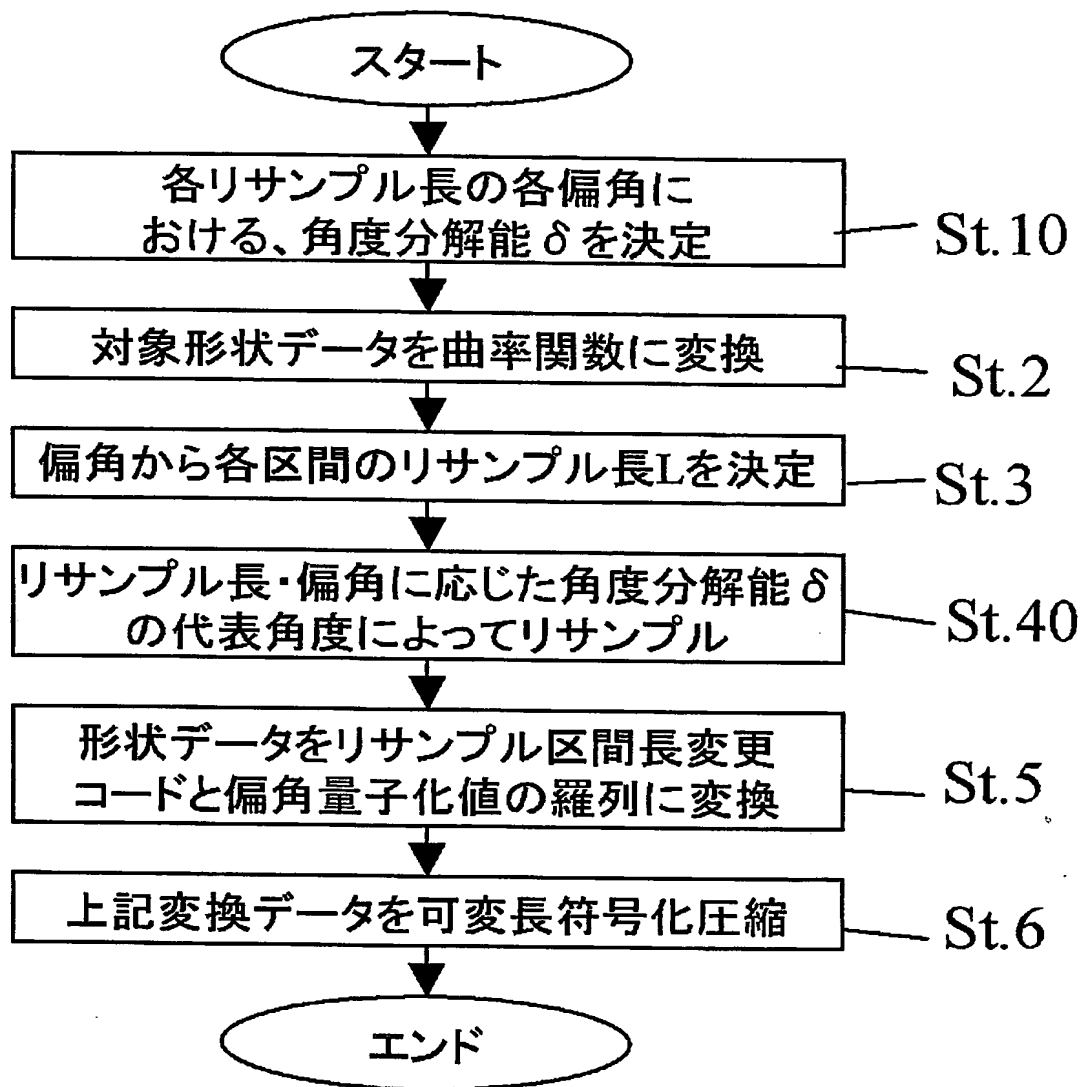 スタート
各リサンプル長の各偏角に
おける、角度分解能δを決定
St.10
対象形状データを曲率関数に変換
St.2
偏角から各区間のリサンプル長Lを決定
St.3
リサンプル長・偏角に応じた角度分解能δ
の代表角度によってリサンプル
St.40
形状データをリサンプル区間長変更
コードと偏角量子化値の羅列に変換
St.5
上記変換データを可変長符号化圧縮
St.6
エンド